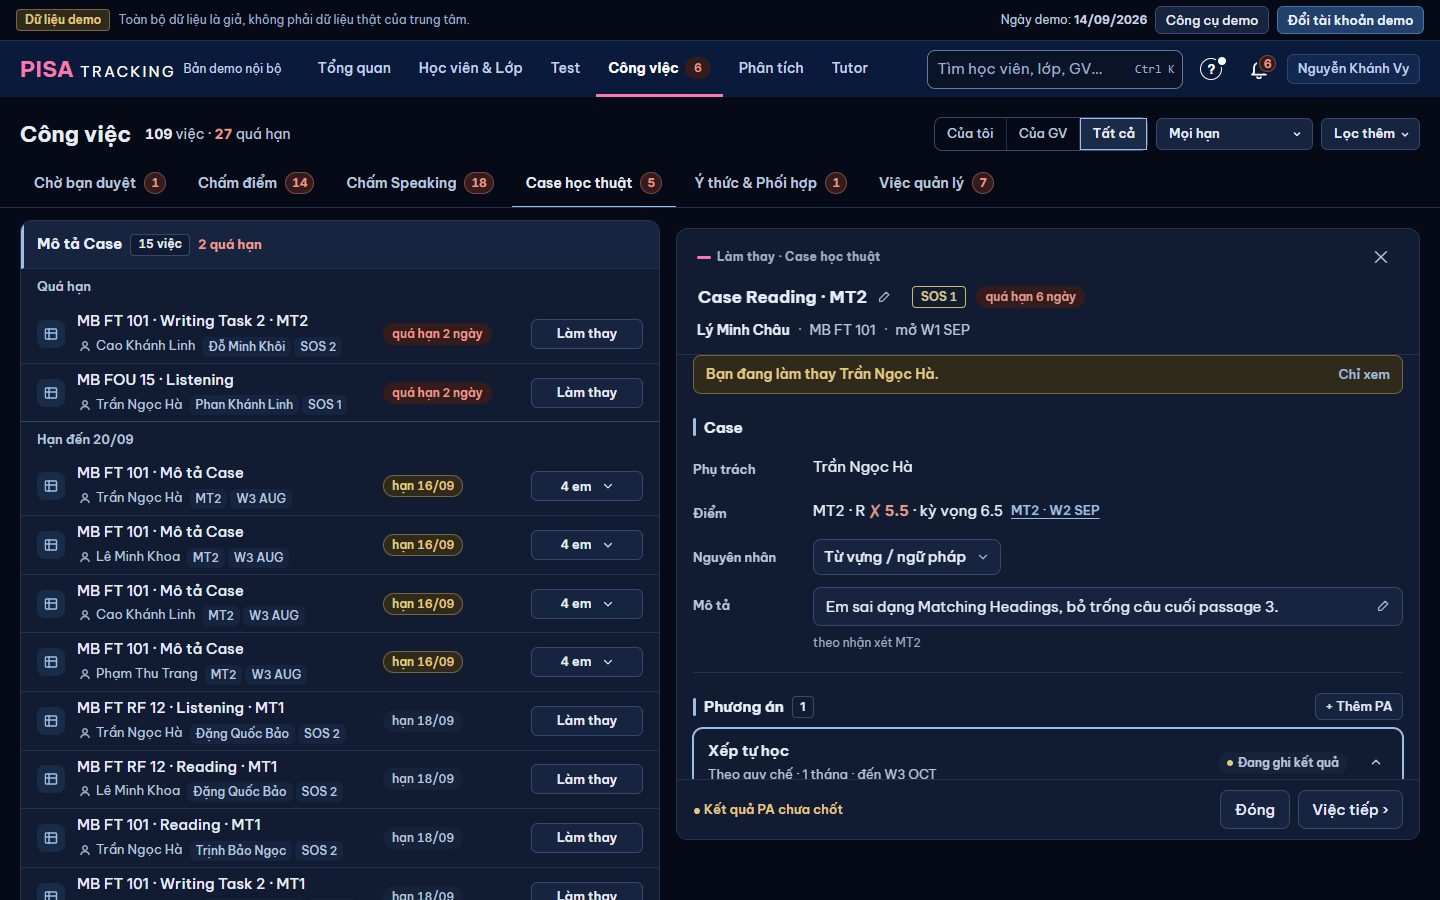 Dữ liệu demo Toàn bộ dữ liệu là giả, không phải dữ liệu thật của trung tâm. Ngày demo: 14/09/2026 Công cụ demo Đổi tài khoản demo
PISA TRACKING Bản demo nội bộ Tổng quan Học viên & Lớp Test Công việc 6 Phân tích Tutor Tìm học viên, lớp, GV... Ctrl K ? 6 Nguyễn Khánh Vy
Công việc 109 việc · 27 quá hạn Của tôi Của GV Tất cả Mọi hạn Lọc thêm
Chờ bạn duyệt 1 Chấm điểm 14 Chấm Speaking 18 Case học thuật 5 Ý thức & Phối hợp 1 Việc quản lý 7
Mô tả Case 15 việc 2 quá hạn
Quá hạn
MB FT 101 · Writing Task 2 · MT2
Cao Khánh Linh Đỗ Minh Khôi SOS 2
quá hạn 2 ngày Làm thay
MB FOU 15 · Listening
Trần Ngọc Hà Phan Khánh Linh SOS 1
quá hạn 2 ngày Làm thay
Hạn đến 20/09
MB FT 101 · Mô tả Case
Trần Ngọc Hà MT2 W3 AUG
hạn 16/09 4 em
MB FT 101 · Mô tả Case
Lê Minh Khoa MT2 W3 AUG
hạn 16/09 4 em
MB FT 101 · Mô tả Case
Cao Khánh Linh MT2 W3 AUG
hạn 16/09 4 em
MB FT 101 · Mô tả Case
Phạm Thu Trang MT2 W3 AUG
hạn 16/09 4 em
MB FT RF 12 · Listening · MT1
Trần Ngọc Hà Đặng Quốc Bảo SOS 2
hạn 18/09 Làm thay
MB FT RF 12 · Reading · MT1
Lê Minh Khoa Đặng Quốc Bảo SOS 2
hạn 18/09 Làm thay
MB FT 101 · Reading · MT1
Trần Ngọc Hà Trịnh Bảo Ngọc SOS 2
hạn 18/09 Làm thay
MB FT 101 · Writing Task 2 · MT1
hạn 18/09 Làm thay
Làm thay · Case học thuật
Case Reading · MT2 SOS 1 quá hạn 6 ngày
Lý Minh Châu · MB FT 101 · mở W1 SEP
Bạn đang làm thay Trần Ngọc Hà. Chỉ xem
Case
Phụ trách Trần Ngọc Hà
Điểm MT2 · R ✗ 5.5 · kỳ vọng 6.5 MT2 · W2 SEP
Nguyên nhân Từ vựng / ngữ pháp
Mô tả Em sai dạng Matching Headings, bỏ trống câu cuối passage 3.
theo nhận xét MT2
Phương án 1 + Thêm PA
Xếp tự học
Theo quy chế · 1 tháng · đến W3 OCT
Đang ghi kết quả
Kết quả PA chưa chốt Đóng Việc tiếp ›